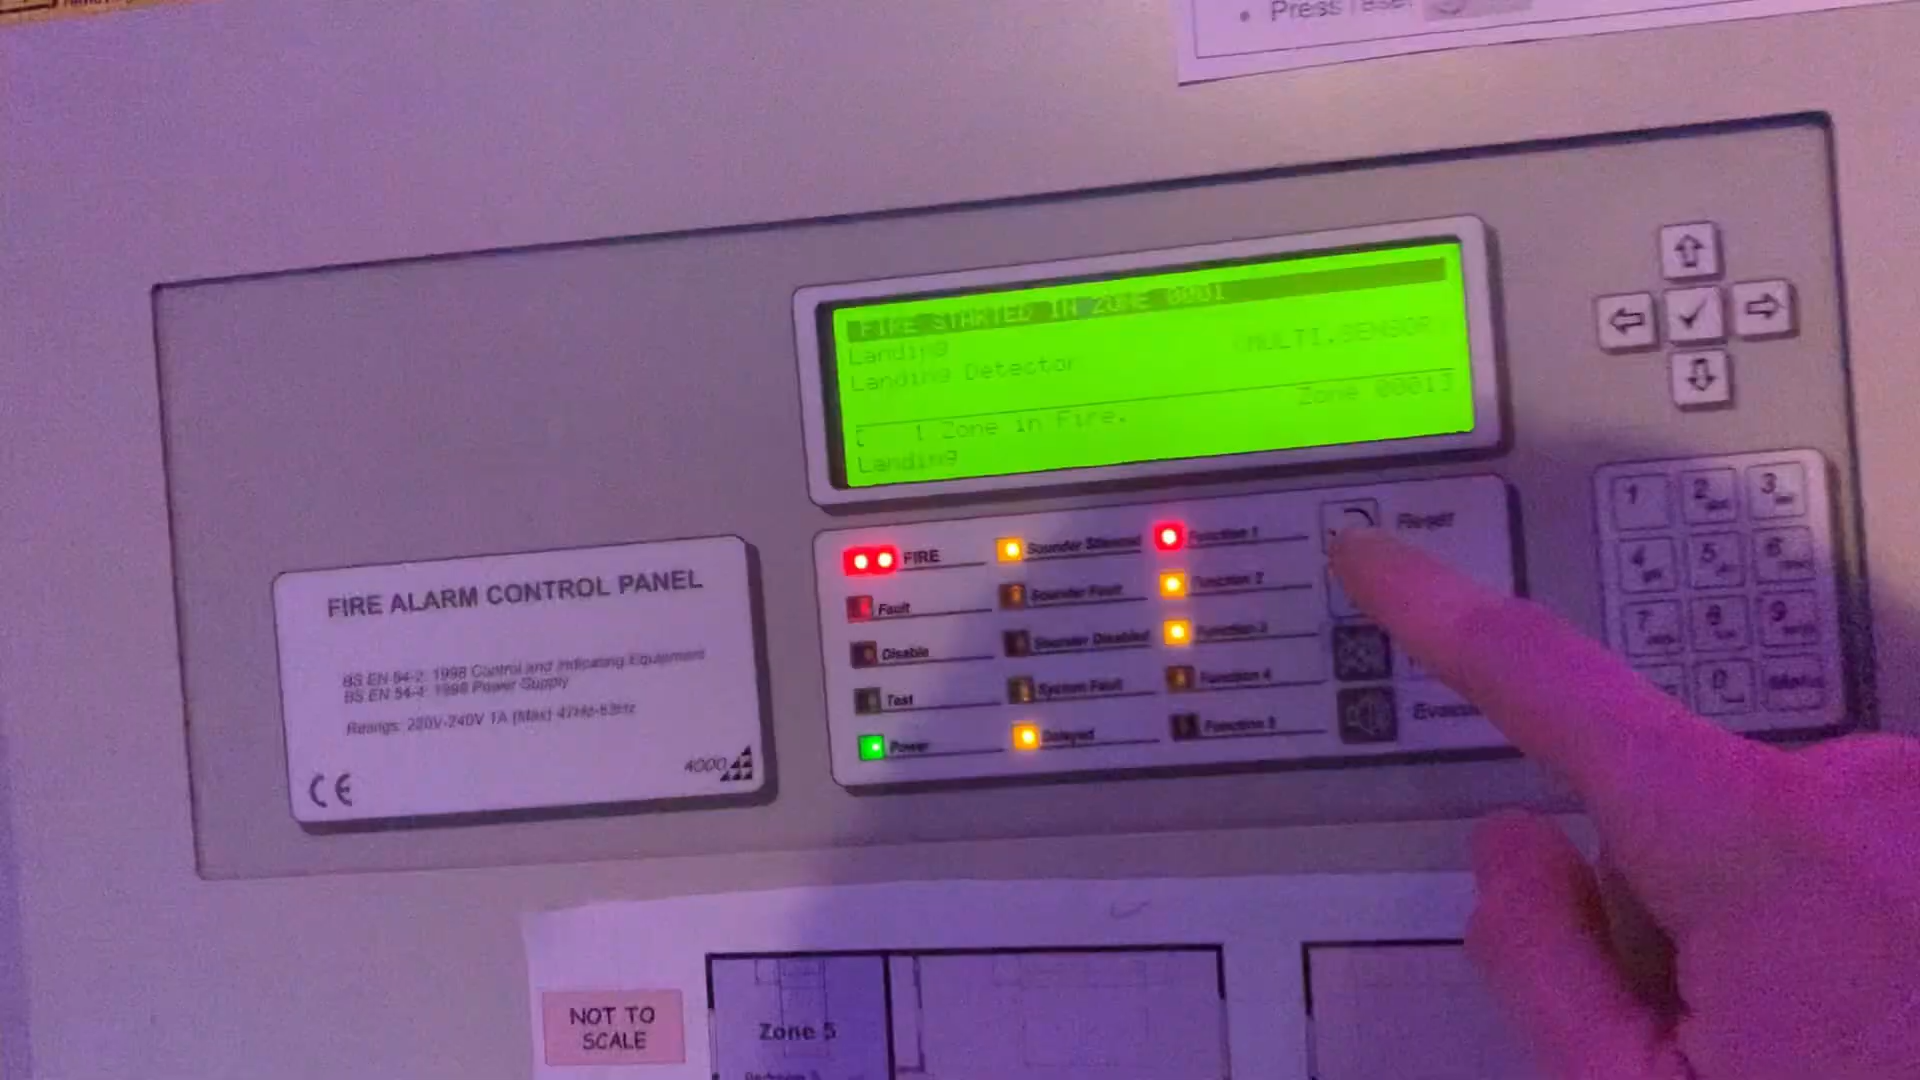 Press reset
FIRE STARTED IN ZONE 0001
Landing
Landing Detector
MULTI.SENSOR
[ 1 Zone in Fire. Zone 0001]
Landing
FIRE
Fault
Disable
Test
Power
Sounder Silenced
Sounder Fault
Sounder Disabled
System Fault
Delayed
Function 1
Function 2
Function 3
Function 4
Function 5
Reset
1
2
3
4
5
6
7
8
9
0
Menu
FIRE ALARM CONTROL PANEL
BS EN 54-2: 1998 Control and Indicating Equipment
BS EN 54-4: 1998 Power Supply
Ratings: 220V-240V 1A (Max) 47Hz-63Hz
CE
4000
NOT TO
SCALE
Zone 5